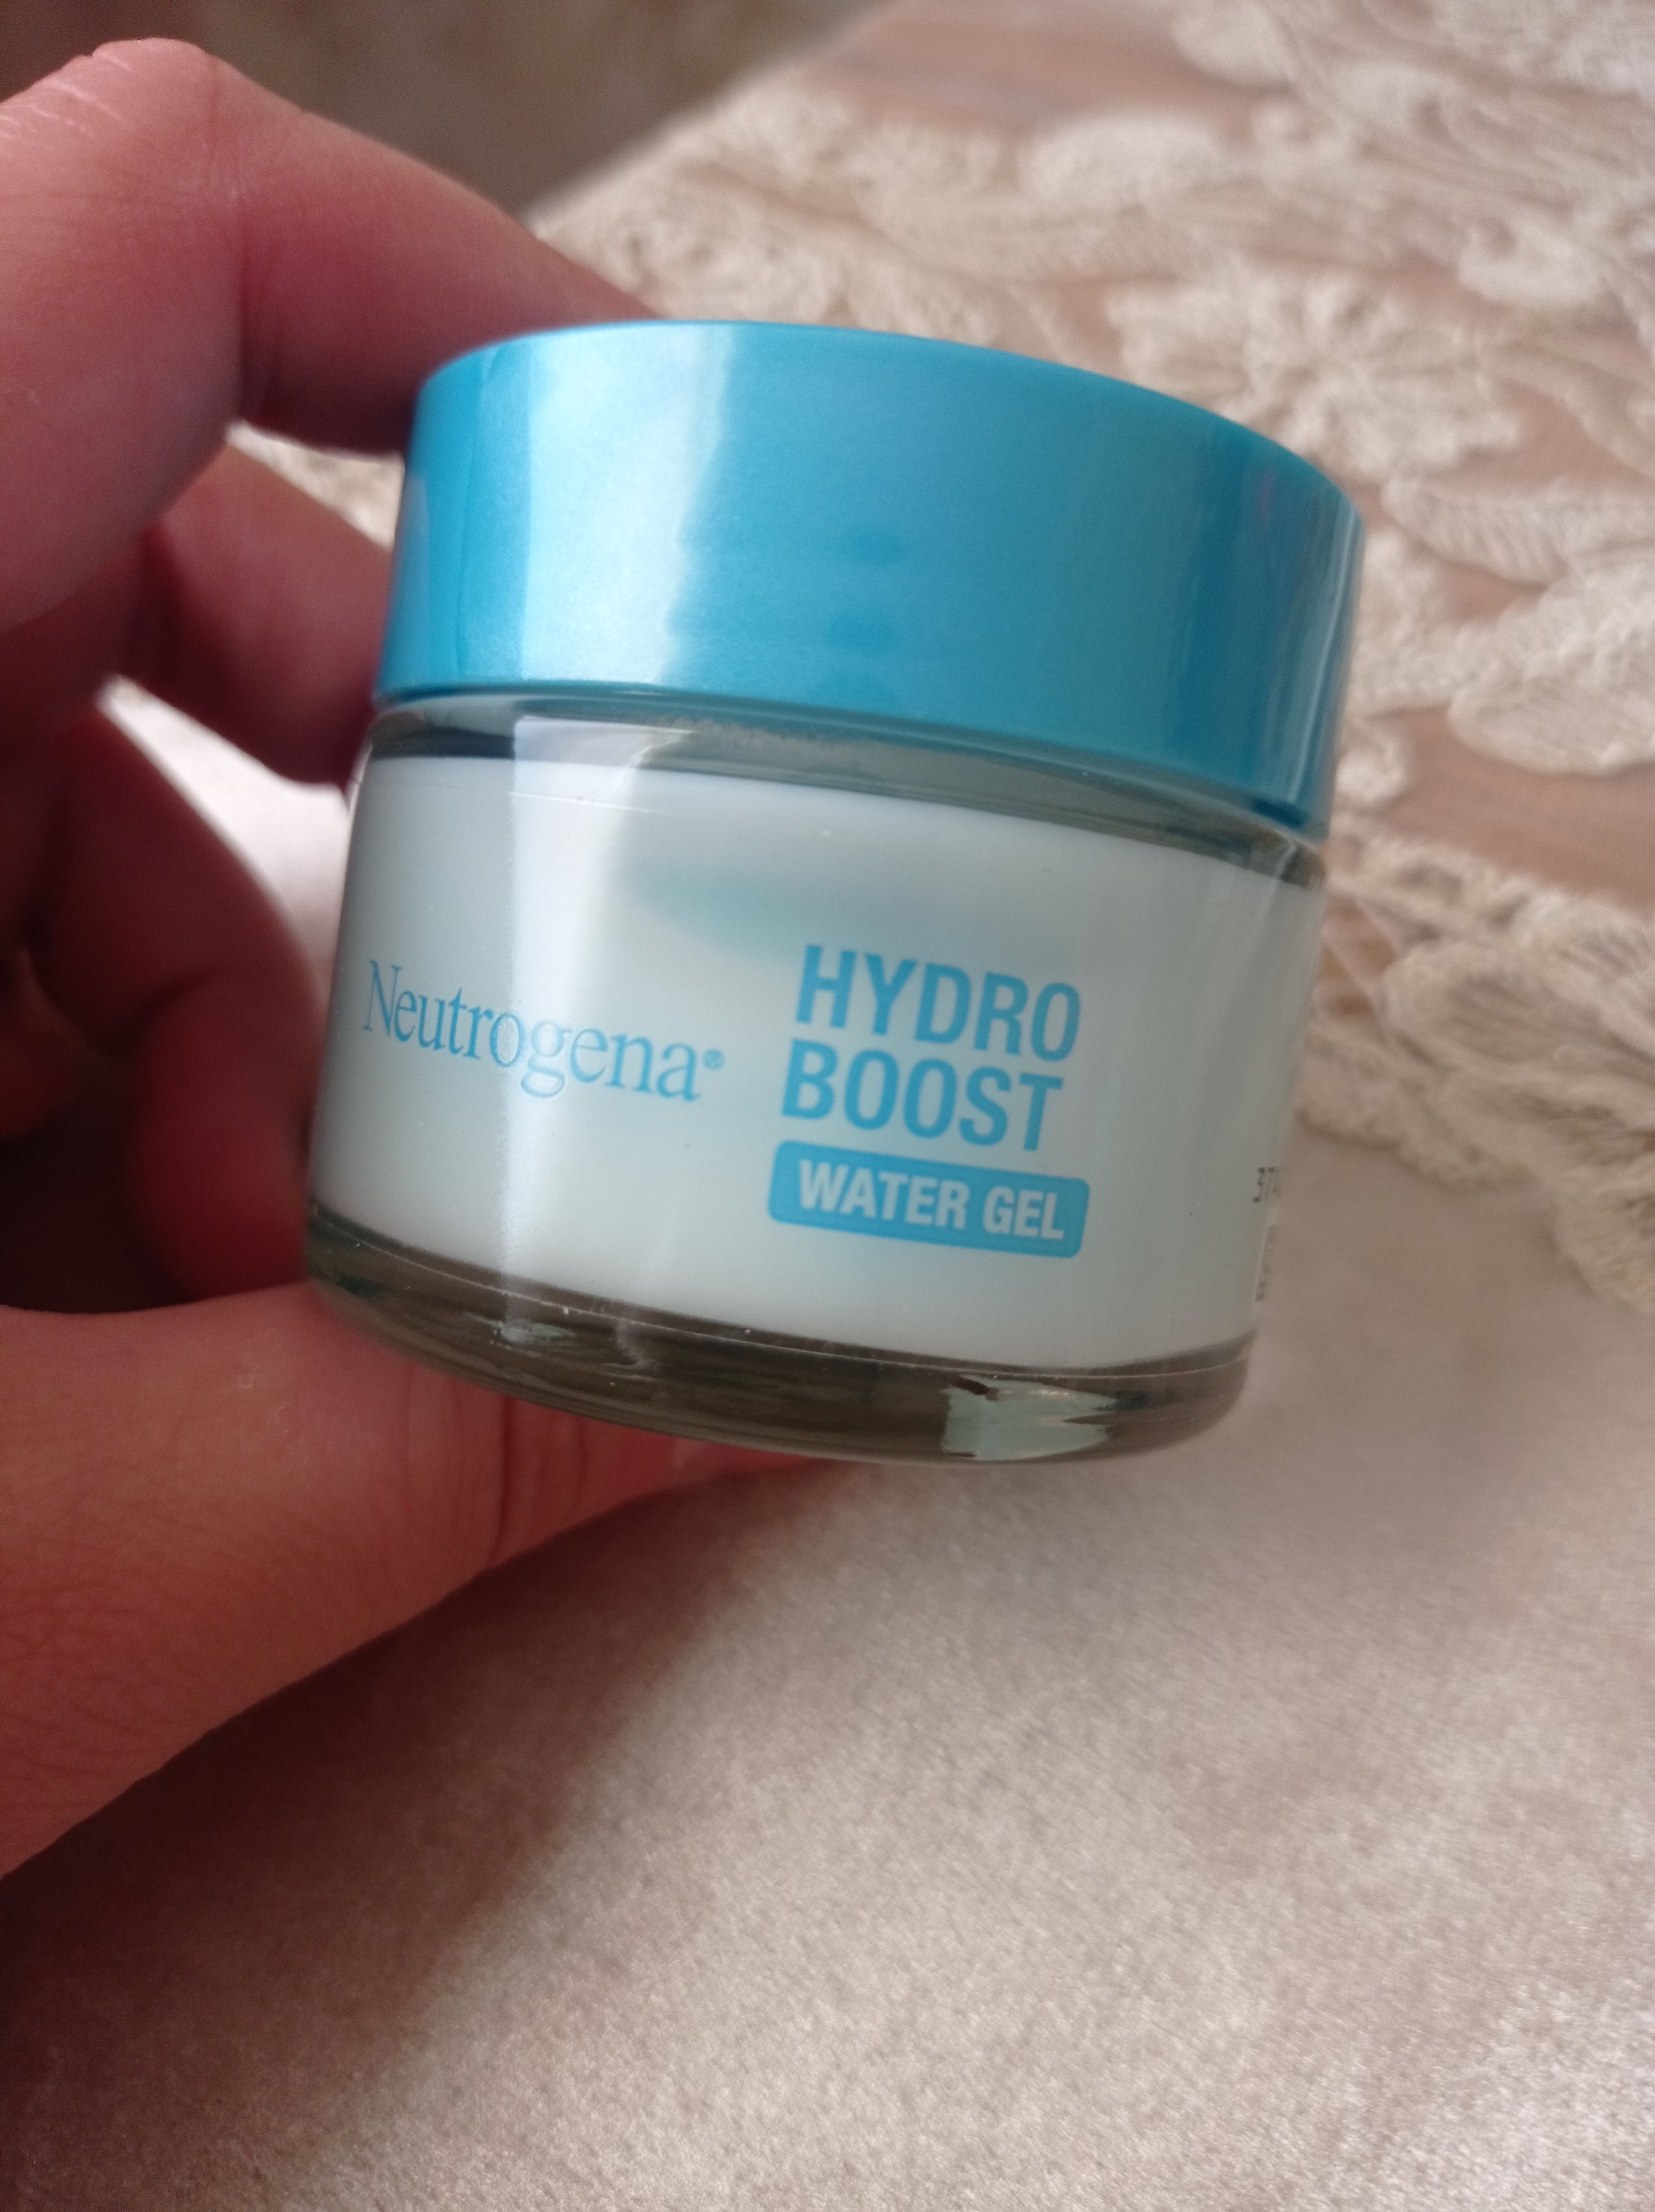 Neutrogena®
HYDRO
BOOST
WATER GEL